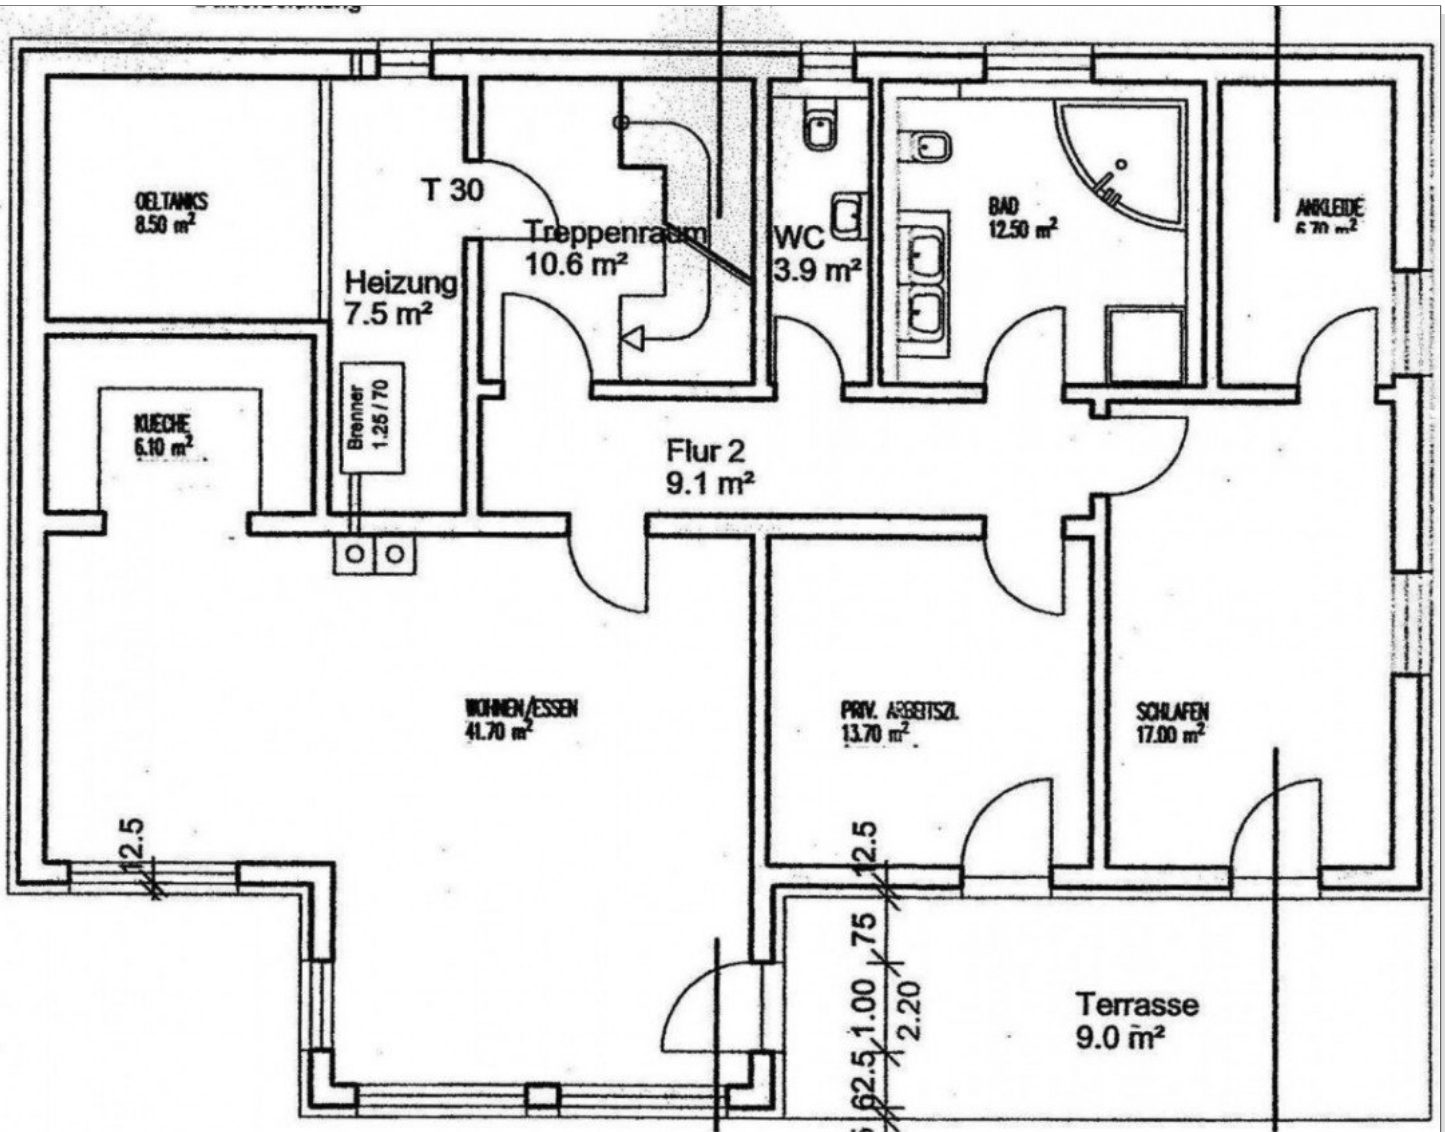 OELTANKS
8.50 m²
T 30
Heizung
7.5 m²
Treppenraum
10.6 m²
WC
3.9 m²
BAD
12.50 m²
ANKLEIDE
6.70 m²
KUECHE
6.10 m²
Brenner
1.25 / 70
Flur 2
9.1 m²
WOHNEN/ESSEN
41.70 m²
PRIV. ARBEITSZI.
13.70 m²
SCHLAFEN
17.00 m²
12.5
12.5
75
1.00
2.20
62.5
Terrasse
9.0 m²